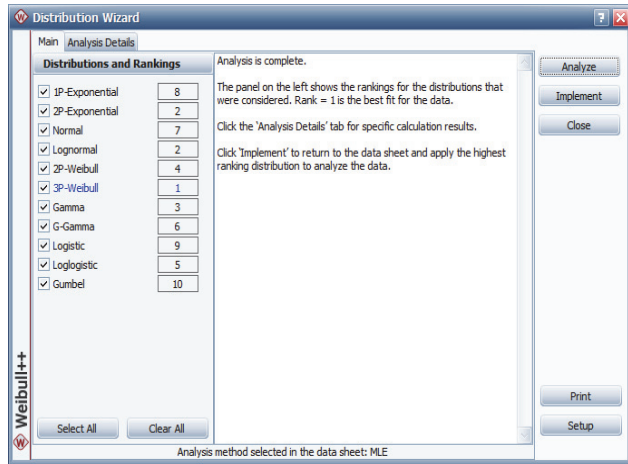 Distribution Wizard
Main Analysis Details
Distributions and Rankings
1P-Exponential 8
2P-Exponential 2
Normal 7
Lognormal 2
2P-Weibull 4
3P-Weibull 1
Gamma 3
G-Gamma 6
Logistic 9
Loglogistic 5
Gumbel 10
Select All Clear All
Analysis is complete.
The panel on the left shows the rankings for the distributions that
were considered. Rank = 1 is the best fit for the data.
Click the 'Analysis Details' tab for specific calculation results.
Click 'Implement' to return to the data sheet and apply the highest
ranking distribution to analyze the data.
Analyze
Implement
Close
Print
Setup
Weibull++
Analysis method selected in the data sheet: MLE